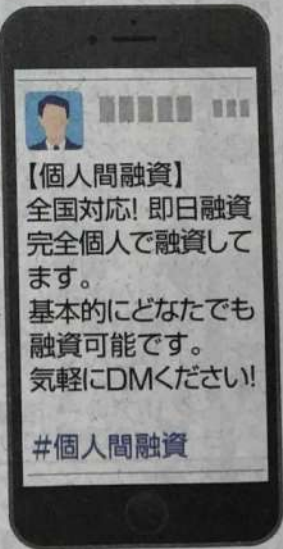 【個人間融資】
全国対応! 即日融資
完全個人で融資して
ます。
基本的にどなたでも
融資可能です。
気軽にDMください!
#個人間融資